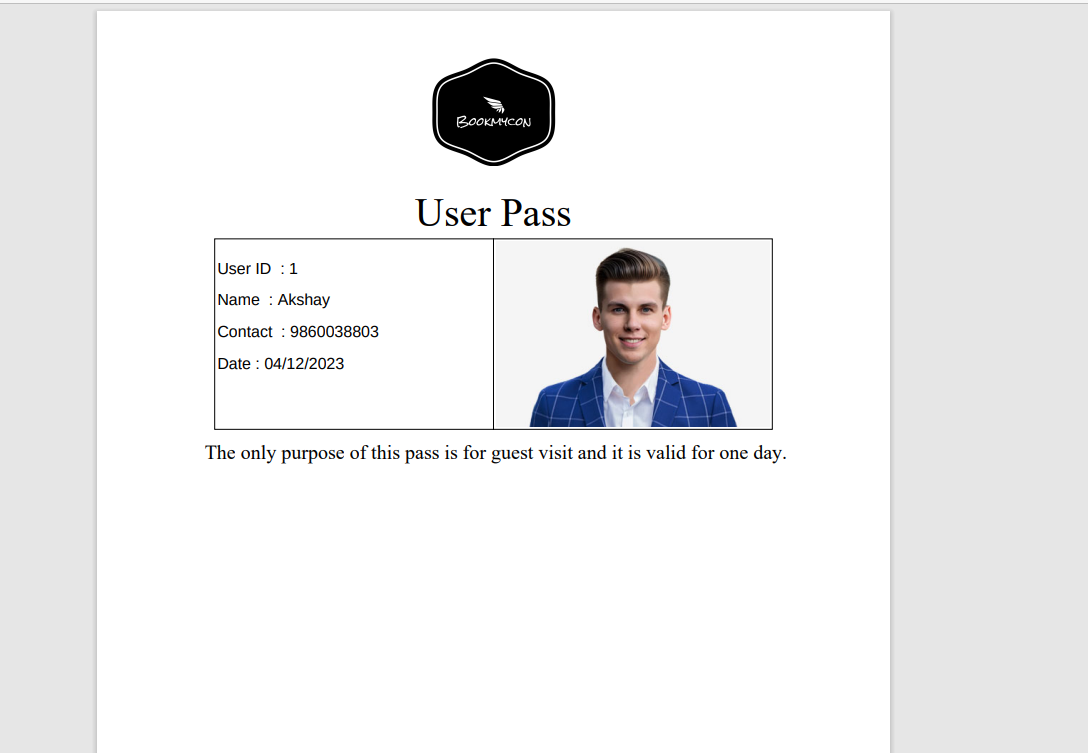 BOOKMYCON
User Pass
User ID : 1
Name : Akshay
Contact : 9860038803
Date : 04/12/2023
The only purpose of this pass is for guest visit and it is valid for one day.